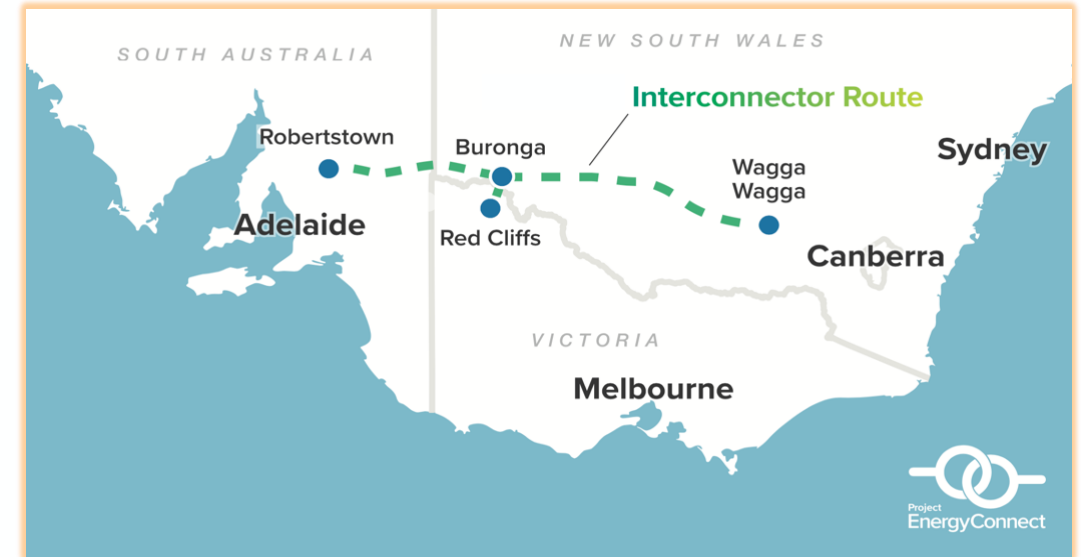 SOUTH AUSTRALIA
NEW SOUTH WALES
Interconnector Route
Robertstown
Buronga
Sydney
Wagga
Wagga
Adelaide
Red Cliffs
Canberra
VICTORIA
Melbourne
Project
EnergyConnect